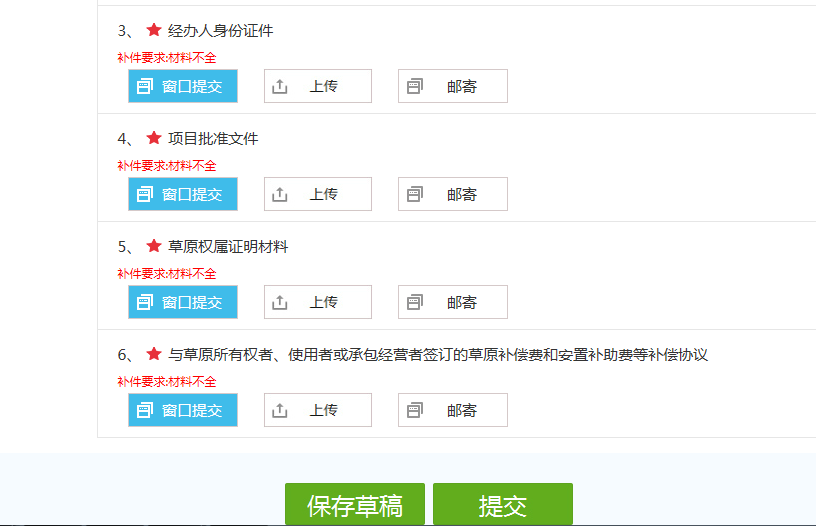 3、 ★ 经办人身份证件
补件要求:材料不全
窗口提交 上传 邮寄
4、 ★ 项目批准文件
补件要求:材料不全
窗口提交 上传 邮寄
5、 ★ 草原权属证明材料
补件要求:材料不全
窗口提交 上传 邮寄
6、 ★ 与草原所有权者、使用者或承包经营者签订的草原补偿费和安置补助费等补偿协议
补件要求:材料不全
窗口提交 上传 邮寄
保存草稿 提交